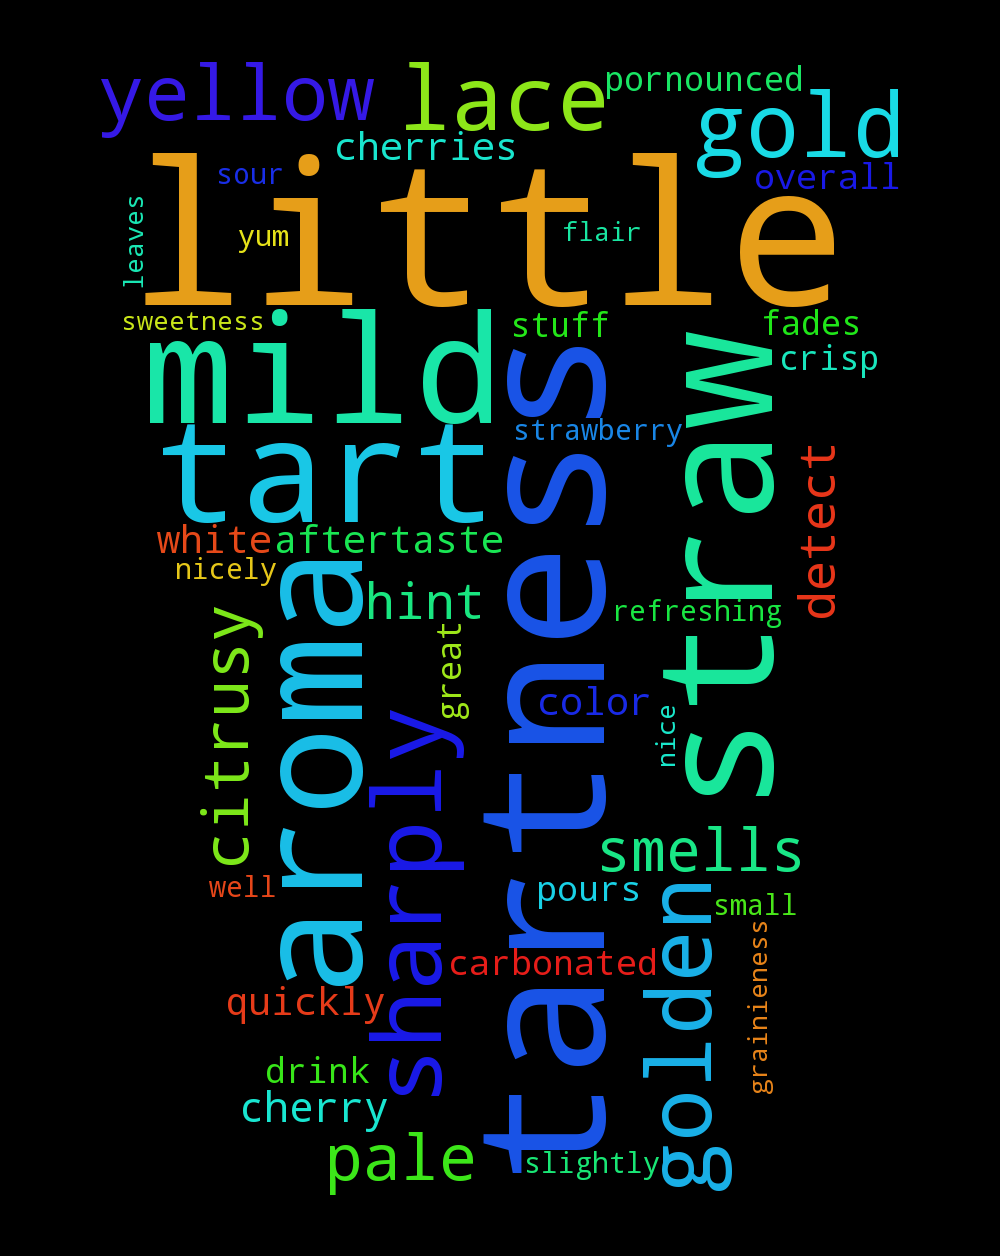 yellow
lace
pornounced
gold
cherries
sour
overall
little
leaves
yum
flair
sweetness
mild
stuff
fades
crisp
straw
tart
strawberry
tartness
detect
white
aftertaste
nicely
aroma
hint
refreshing
citrusy
great
color
nice
sharply
smells
well
pours
small
golden
carbonated
grainieness
quickly
drink
cherry
pale
slightly